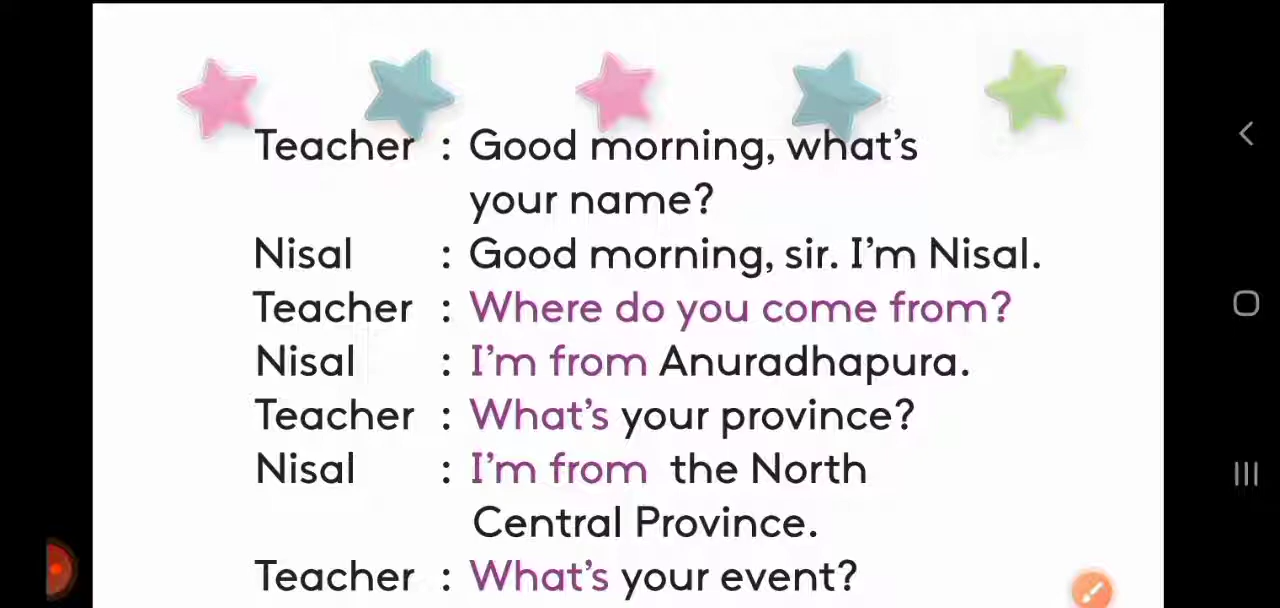 Teacher : Good morning, what's
your name?
Nisal : Good morning, sir. I'm Nisal.
Teacher : Where do you come from?
Nisal : I'm from Anuradhapura.
Teacher : What's your province?
Nisal : I'm from the North
Central Province.
Teacher : What's your event?